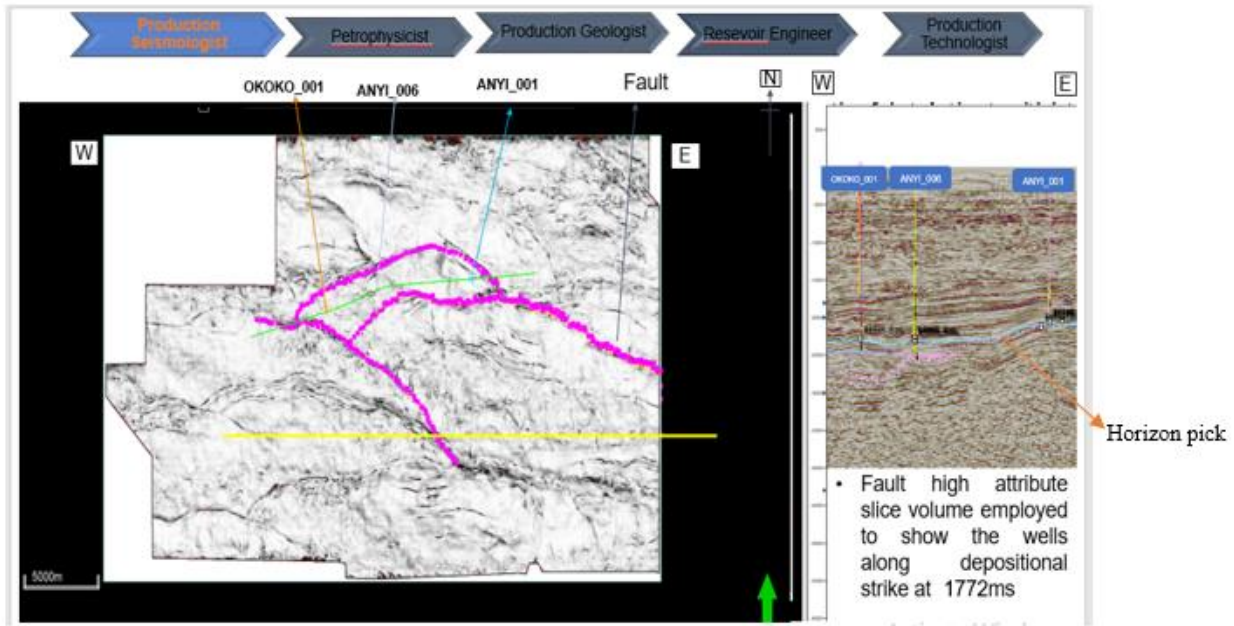 Production
Seismologist
Petrophysicist
Production Geologist
Resevoir Engineer
Production
Technologist
OKOKO_001
ANYI_006
ANYI_001
Fault
N
W
E
W
E
OKOKO_001
ANYI_006
ANYI_001
Horizon pick
5000m
• Fault high attribute
slice volume employed
to show the wells
along depositional
strike at 1772ms